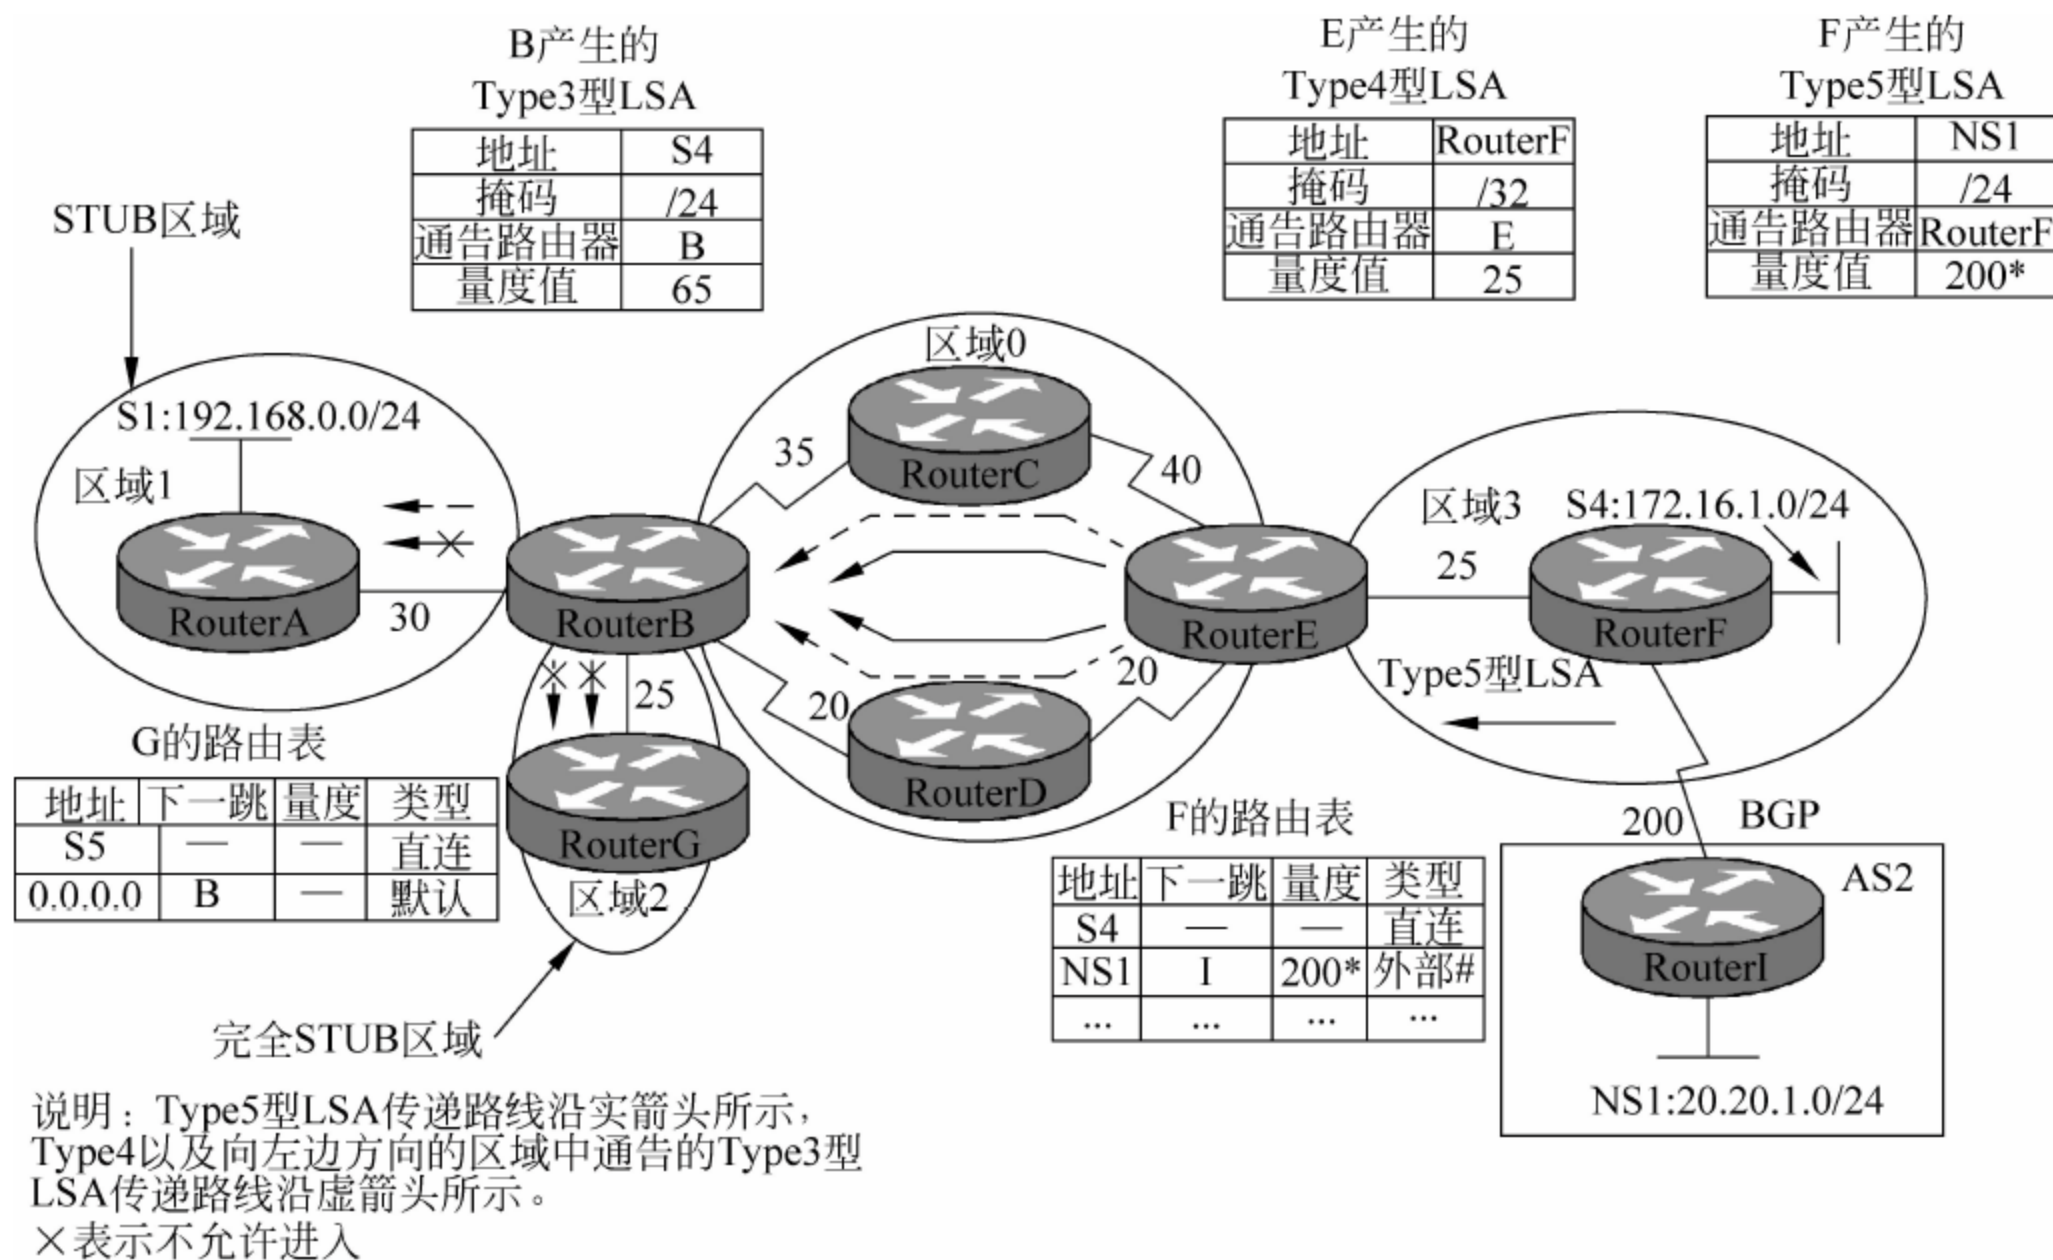 B产生的
Type3型LSA
地址 S4
掩码 /24
通告路由器 B
量度值 65
E产生的
Type4型LSA
地址 RouterF
掩码 /32
通告路由器 E
量度值 25
F产生的
Type5型LSA
地址 NS1
掩码 /24
通告路由器 RouterF
量度值 200*
STUB区域
S1:192.168.0.0/24
区域1
RouterA
30
RouterB
区域0
35
RouterC
40
20
RouterD
20
RouterE
区域3
S4:172.16.1.0/24
25
RouterF
Type5型LSA
25
RouterG
区域2
G的路由表
地址 下一跳 量度 类型
S5 — — 直连
0.0.0.0 B — 默认
完全STUB区域
F的路由表
地址 下一跳 量度 类型
S4 — — 直连
NS1 I 200* 外部#
... ... ... ...
200
BGP
AS2
RouterI
NS1:20.20.1.0/24
说明：Type5型LSA传递路线沿实箭头所示，
Type4以及向左边方向的区域中通告的Type3型
LSA传递路线沿虚箭头所示。
×表示不允许进入